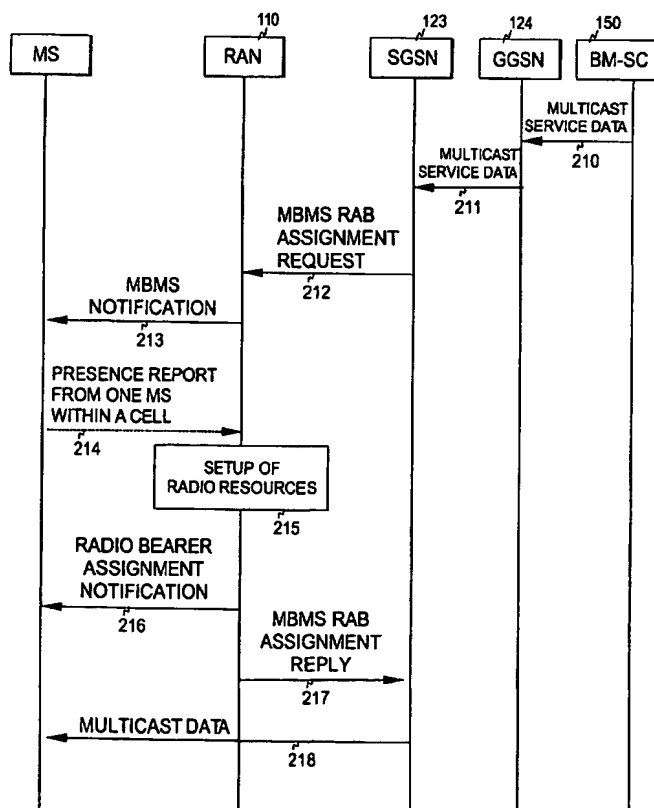 110
123
124
150
MS
RAN
SGSN
GGSN
BM-SC
MULTICAST
SERVICE DATA
210
MULTICAST
SERVICE DATA
211
MBMS RAB
ASSIGNMENT
REQUEST
212
MBMS
NOTIFICATION
213
PRESENCE REPORT
FROM ONE MS
WITHIN A CELL
214
SETUP OF
RADIO RESOURCES
215
RADIO BEARER
ASSIGNMENT
NOTIFICATION
216
MBMS RAB
ASSIGNMENT
REPLY
217
MULTICAST DATA
218